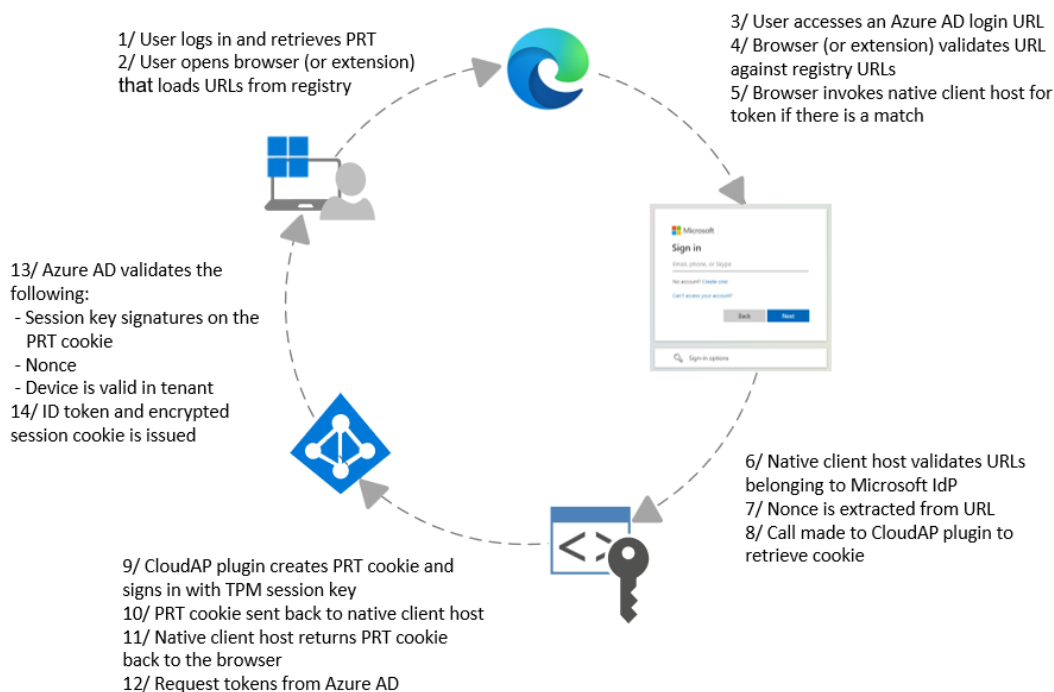 1/ User logs in and retrieves PRT
2/ User opens browser (or extension)
that loads URLs from registry
3/ User accesses an Azure AD login URL
4/ Browser (or extension) validates URL
against registry URLs
5/ Browser invokes native client host for
token if there is a match
Microsoft
Sign in
Email, phone, or Skype
No account? Create one!
Can't access your account?
Back Next
Sign-in options
6/ Native client host validates URLs
belonging to Microsoft IdP
7/ Nonce is extracted from URL
8/ Call made to CloudAP plugin to
retrieve cookie
9/ CloudAP plugin creates PRT cookie and
signs in with TPM session key
10/ PRT cookie sent back to native client host
11/ Native client host returns PRT cookie
back to the browser
12/ Request tokens from Azure AD
13/ Azure AD validates the
following:
- Session key signatures on the
PRT cookie
- Nonce
- Device is valid in tenant
14/ ID token and encrypted
session cookie is issued